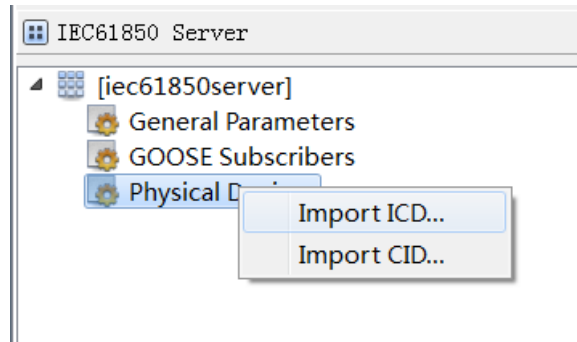 IEC61850 Server
[iec61850server]
General Parameters
GOOSE Subscribers
Physical
Import ICD...
Import CID...